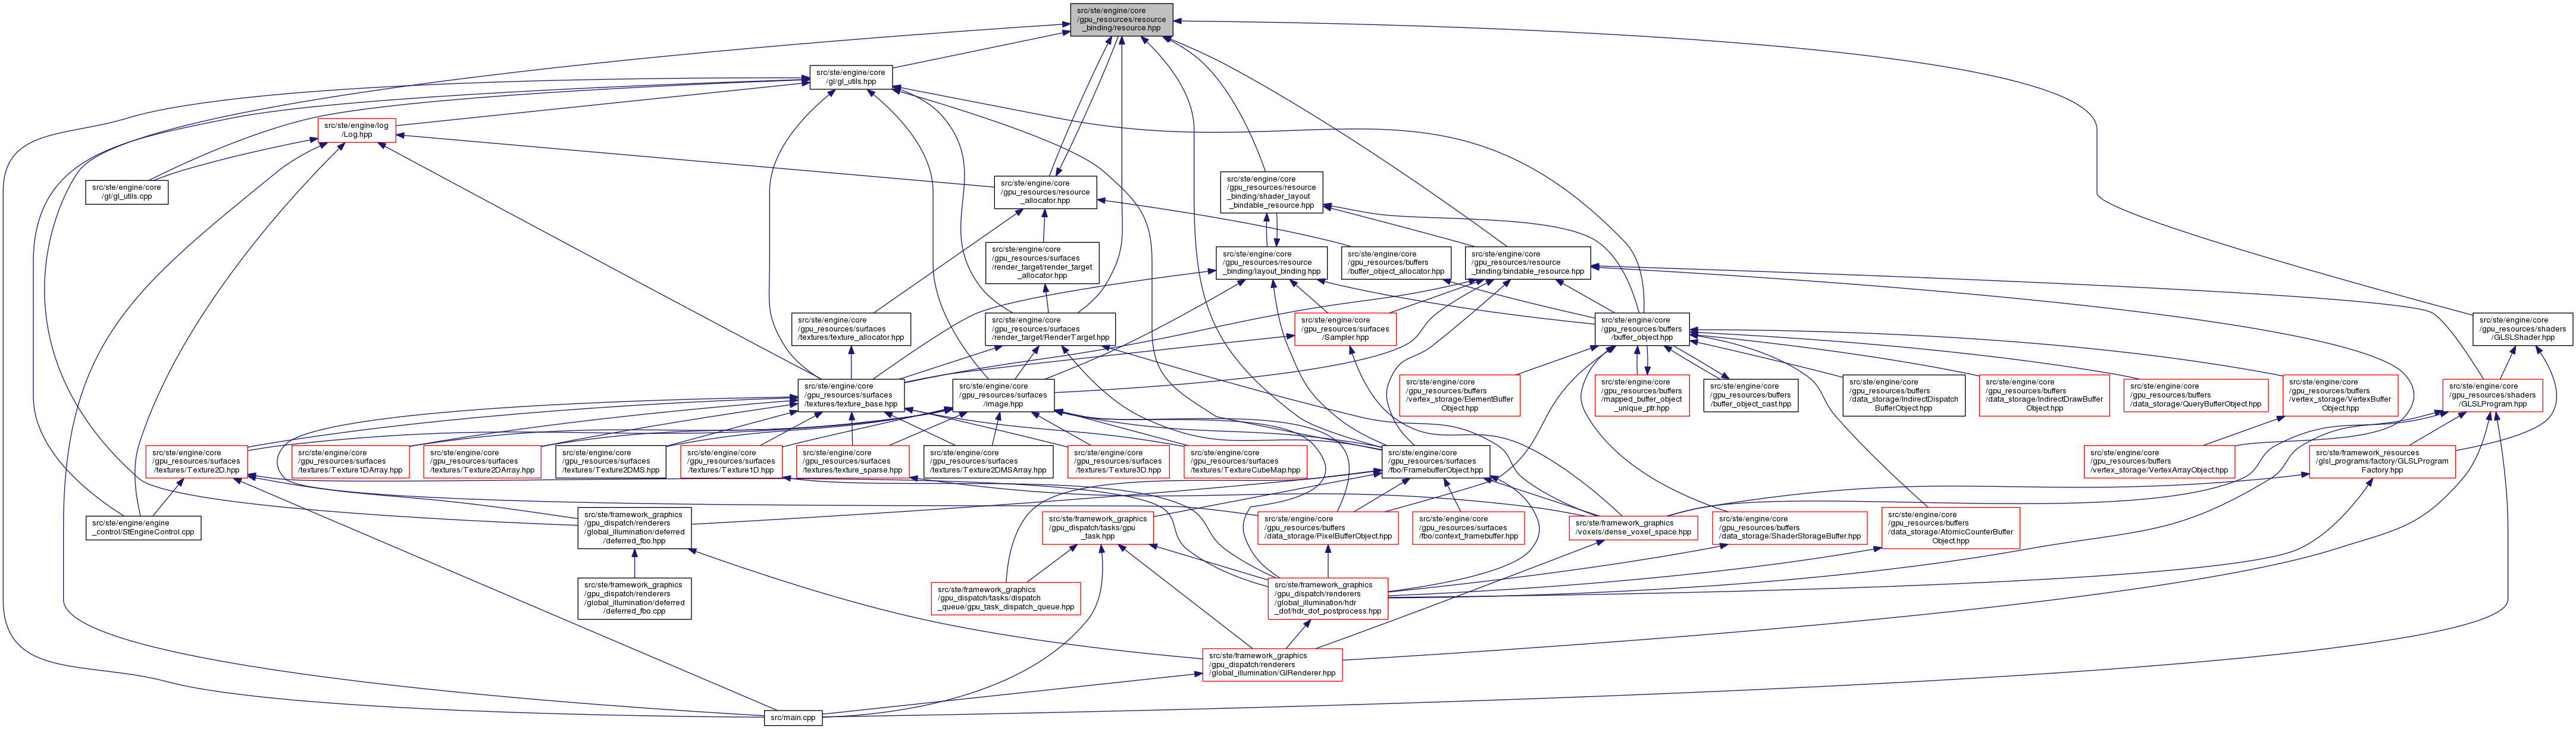 src/ste/engine/core
/gpu_resources/resource
_binding/resource.hpp
src/ste/engine/core
/gl/gl_utils.hpp
src/ste/engine/log
/Log.hpp
src/ste/engine/core
/gl/gl_utils.cpp
src/ste/engine/core
/gpu_resources/resource
_allocator.hpp
src/ste/engine/core
/gpu_resources/resource
_binding/shader_layout
_bindable_resource.hpp
src/ste/engine/core
/gpu_resources/surfaces
/render_target/render_target
_allocator.hpp
src/ste/engine/core
/gpu_resources/resource
_binding/layout_binding.hpp
src/ste/engine/core
/gpu_resources/buffers
/buffer_object_allocator.hpp
src/ste/engine/core
/gpu_resources/resource
_binding/bindable_resource.hpp
src/ste/engine/core
/gpu_resources/surfaces
/textures/texture_allocator.hpp
src/ste/engine/core
/gpu_resources/surfaces
/render_target/RenderTarget.hpp
src/ste/engine/core
/gpu_resources/surfaces
/Sampler.hpp
src/ste/engine/core
/gpu_resources/buffers
/buffer_object.hpp
src/ste/engine/core
/gpu_resources/shaders
/GLSLShader.hpp
src/ste/engine/core
/gpu_resources/surfaces
/textures/texture_base.hpp
src/ste/engine/core
/gpu_resources/surfaces
/image.hpp
src/ste/engine/core
/gpu_resources/buffers
/vertex_storage/ElementBuffer
Object.hpp
src/ste/engine/core
/gpu_resources/buffers
/mapped_buffer_object
_unique_ptr.hpp
src/ste/engine/core
/gpu_resources/buffers
/buffer_object_cast.hpp
src/ste/engine/core
/gpu_resources/buffers
/data_storage/IndirectDispatch
BufferObject.hpp
src/ste/engine/core
/gpu_resources/buffers
/data_storage/IndirectDrawBuffer
Object.hpp
src/ste/engine/core
/gpu_resources/buffers
/data_storage/QueryBufferObject.hpp
src/ste/engine/core
/gpu_resources/buffers
/vertex_storage/VertexBuffer
Object.hpp
src/ste/engine/core
/gpu_resources/shaders
/GLSLProgram.hpp
src/ste/engine/core
/gpu_resources/surfaces
/textures/Texture2D.hpp
src/ste/engine/core
/gpu_resources/surfaces
/textures/Texture1DArray.hpp
src/ste/engine/core
/gpu_resources/surfaces
/textures/Texture2DArray.hpp
src/ste/engine/core
/gpu_resources/surfaces
/textures/Texture2DMS.hpp
src/ste/engine/core
/gpu_resources/surfaces
/textures/Texture1D.hpp
src/ste/engine/core
/gpu_resources/surfaces
/textures/texture_sparse.hpp
src/ste/engine/core
/gpu_resources/surfaces
/textures/Texture2DMSArray.hpp
src/ste/engine/core
/gpu_resources/surfaces
/textures/Texture3D.hpp
src/ste/engine/core
/gpu_resources/surfaces
/textures/TextureCubeMap.hpp
src/ste/engine/core
/gpu_resources/surfaces
/fbo/FramebufferObject.hpp
src/ste/engine/core
/gpu_resources/buffers
/vertex_storage/VertexArrayObject.hpp
src/ste/framework_resources
/glsl_programs/factory/GLSLProgram
Factory.hpp
src/ste/engine/engine
_control/StEngineControl.cpp
src/ste/framework_graphics
/gpu_dispatch/renderers
/global_illumination/deferred
/deferred_fbo.hpp
src/ste/framework_graphics
/gpu_dispatch/tasks/gpu
_task.hpp
src/ste/engine/core
/gpu_resources/buffers
/data_storage/PixelBufferObject.hpp
src/ste/engine/core
/gpu_resources/surfaces
/fbo/context_framebuffer.hpp
src/ste/framework_graphics
/voxels/dense_voxel_space.hpp
src/ste/engine/core
/gpu_resources/buffers
/data_storage/ShaderStorageBuffer.hpp
src/ste/engine/core
/gpu_resources/buffers
/data_storage/AtomicCounterBuffer
Object.hpp
src/ste/framework_graphics
/gpu_dispatch/renderers
/global_illumination/deferred
/deferred_fbo.cpp
src/ste/framework_graphics
/gpu_dispatch/tasks/dispatch
_queue/gpu_task_dispatch_queue.hpp
src/ste/framework_graphics
/gpu_dispatch/renderers
/global_illumination/hdr
_dof/hdr_dof_postprocess.hpp
src/ste/framework_graphics
/gpu_dispatch/renderers
/global_illumination/GIRenderer.hpp
src/main.cpp